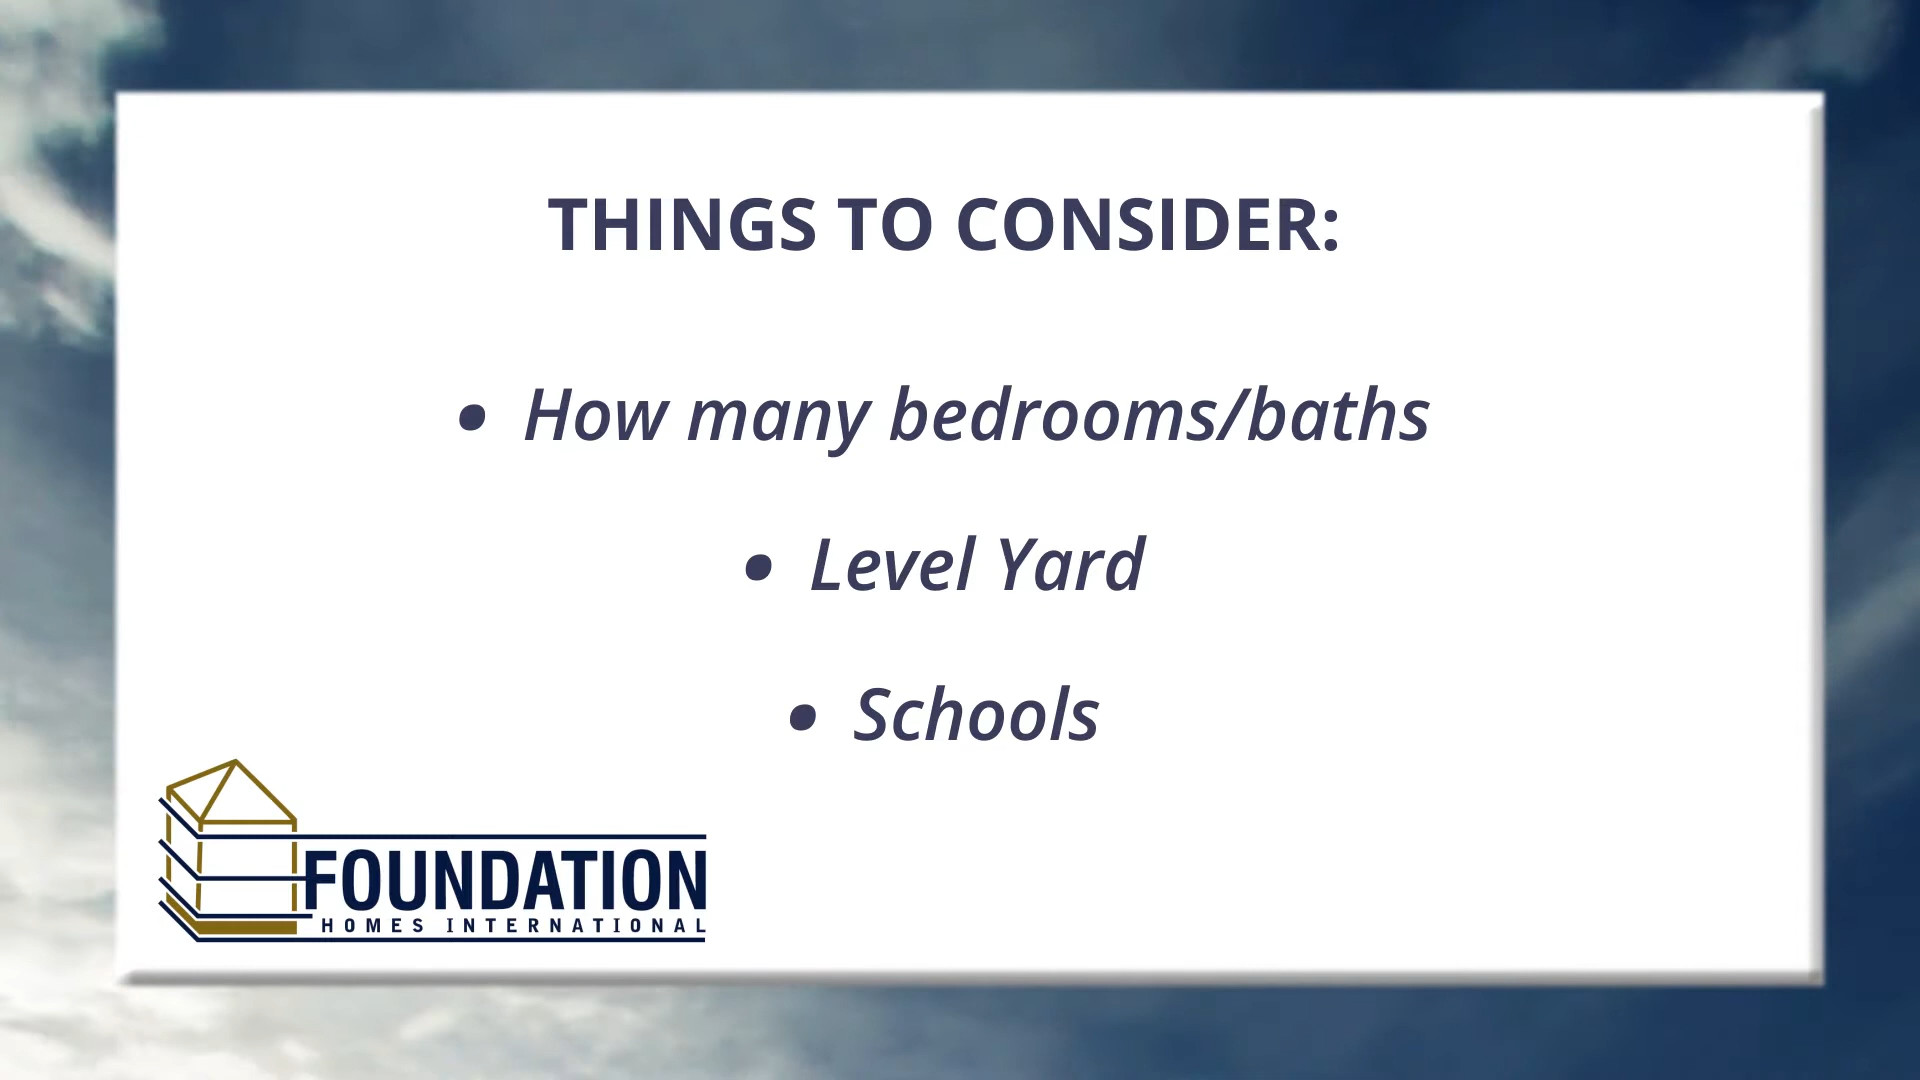 THINGS TO CONSIDER:
• How many bedrooms/baths
• Level Yard
• Schools
FOUNDATION
HOMES INTERNATIONAL